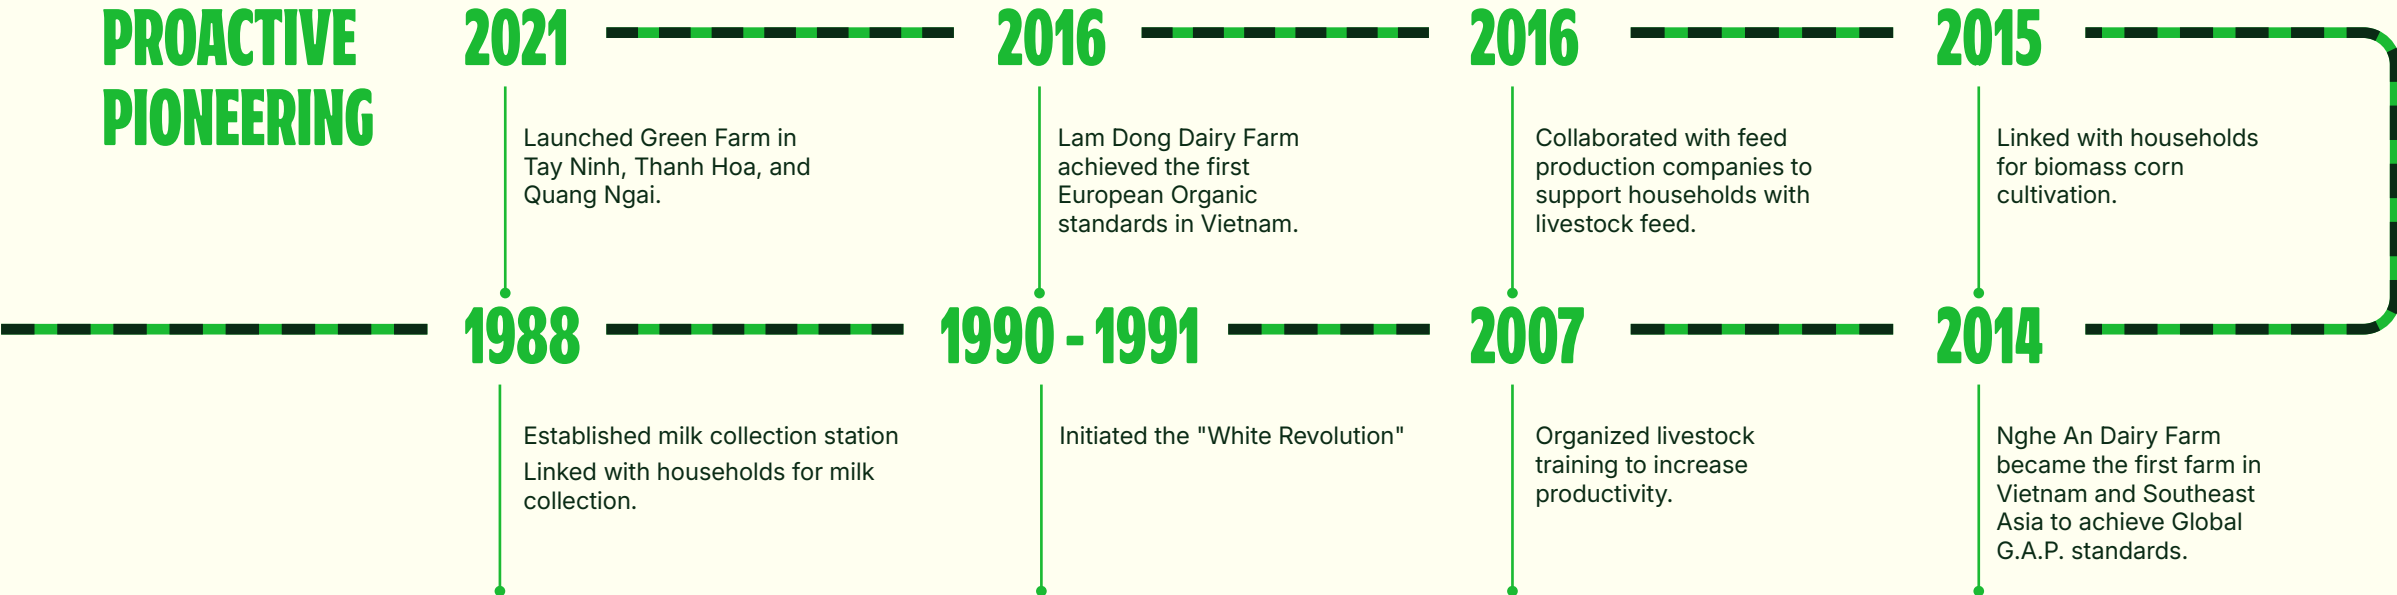 PROACTIVE
PIONEERING
2021
Launched Green Farm in
Tay Ninh, Thanh Hoa, and
Quang Ngai.
2016
Lam Dong Dairy Farm
achieved the first
European Organic
standards in Vietnam.
2016
Collaborated with feed
production companies to
support households with
livestock feed.
2015
Linked with households
for biomass corn
cultivation.
1988
Established milk collection station
Linked with households for milk
collection.
1990 - 1991
Initiated the "White Revolution"
2007
Organized livestock
training to increase
productivity.
2014
Nghe An Dairy Farm
became the first farm in
Vietnam and Southeast
Asia to achieve Global
G.A.P. standards.